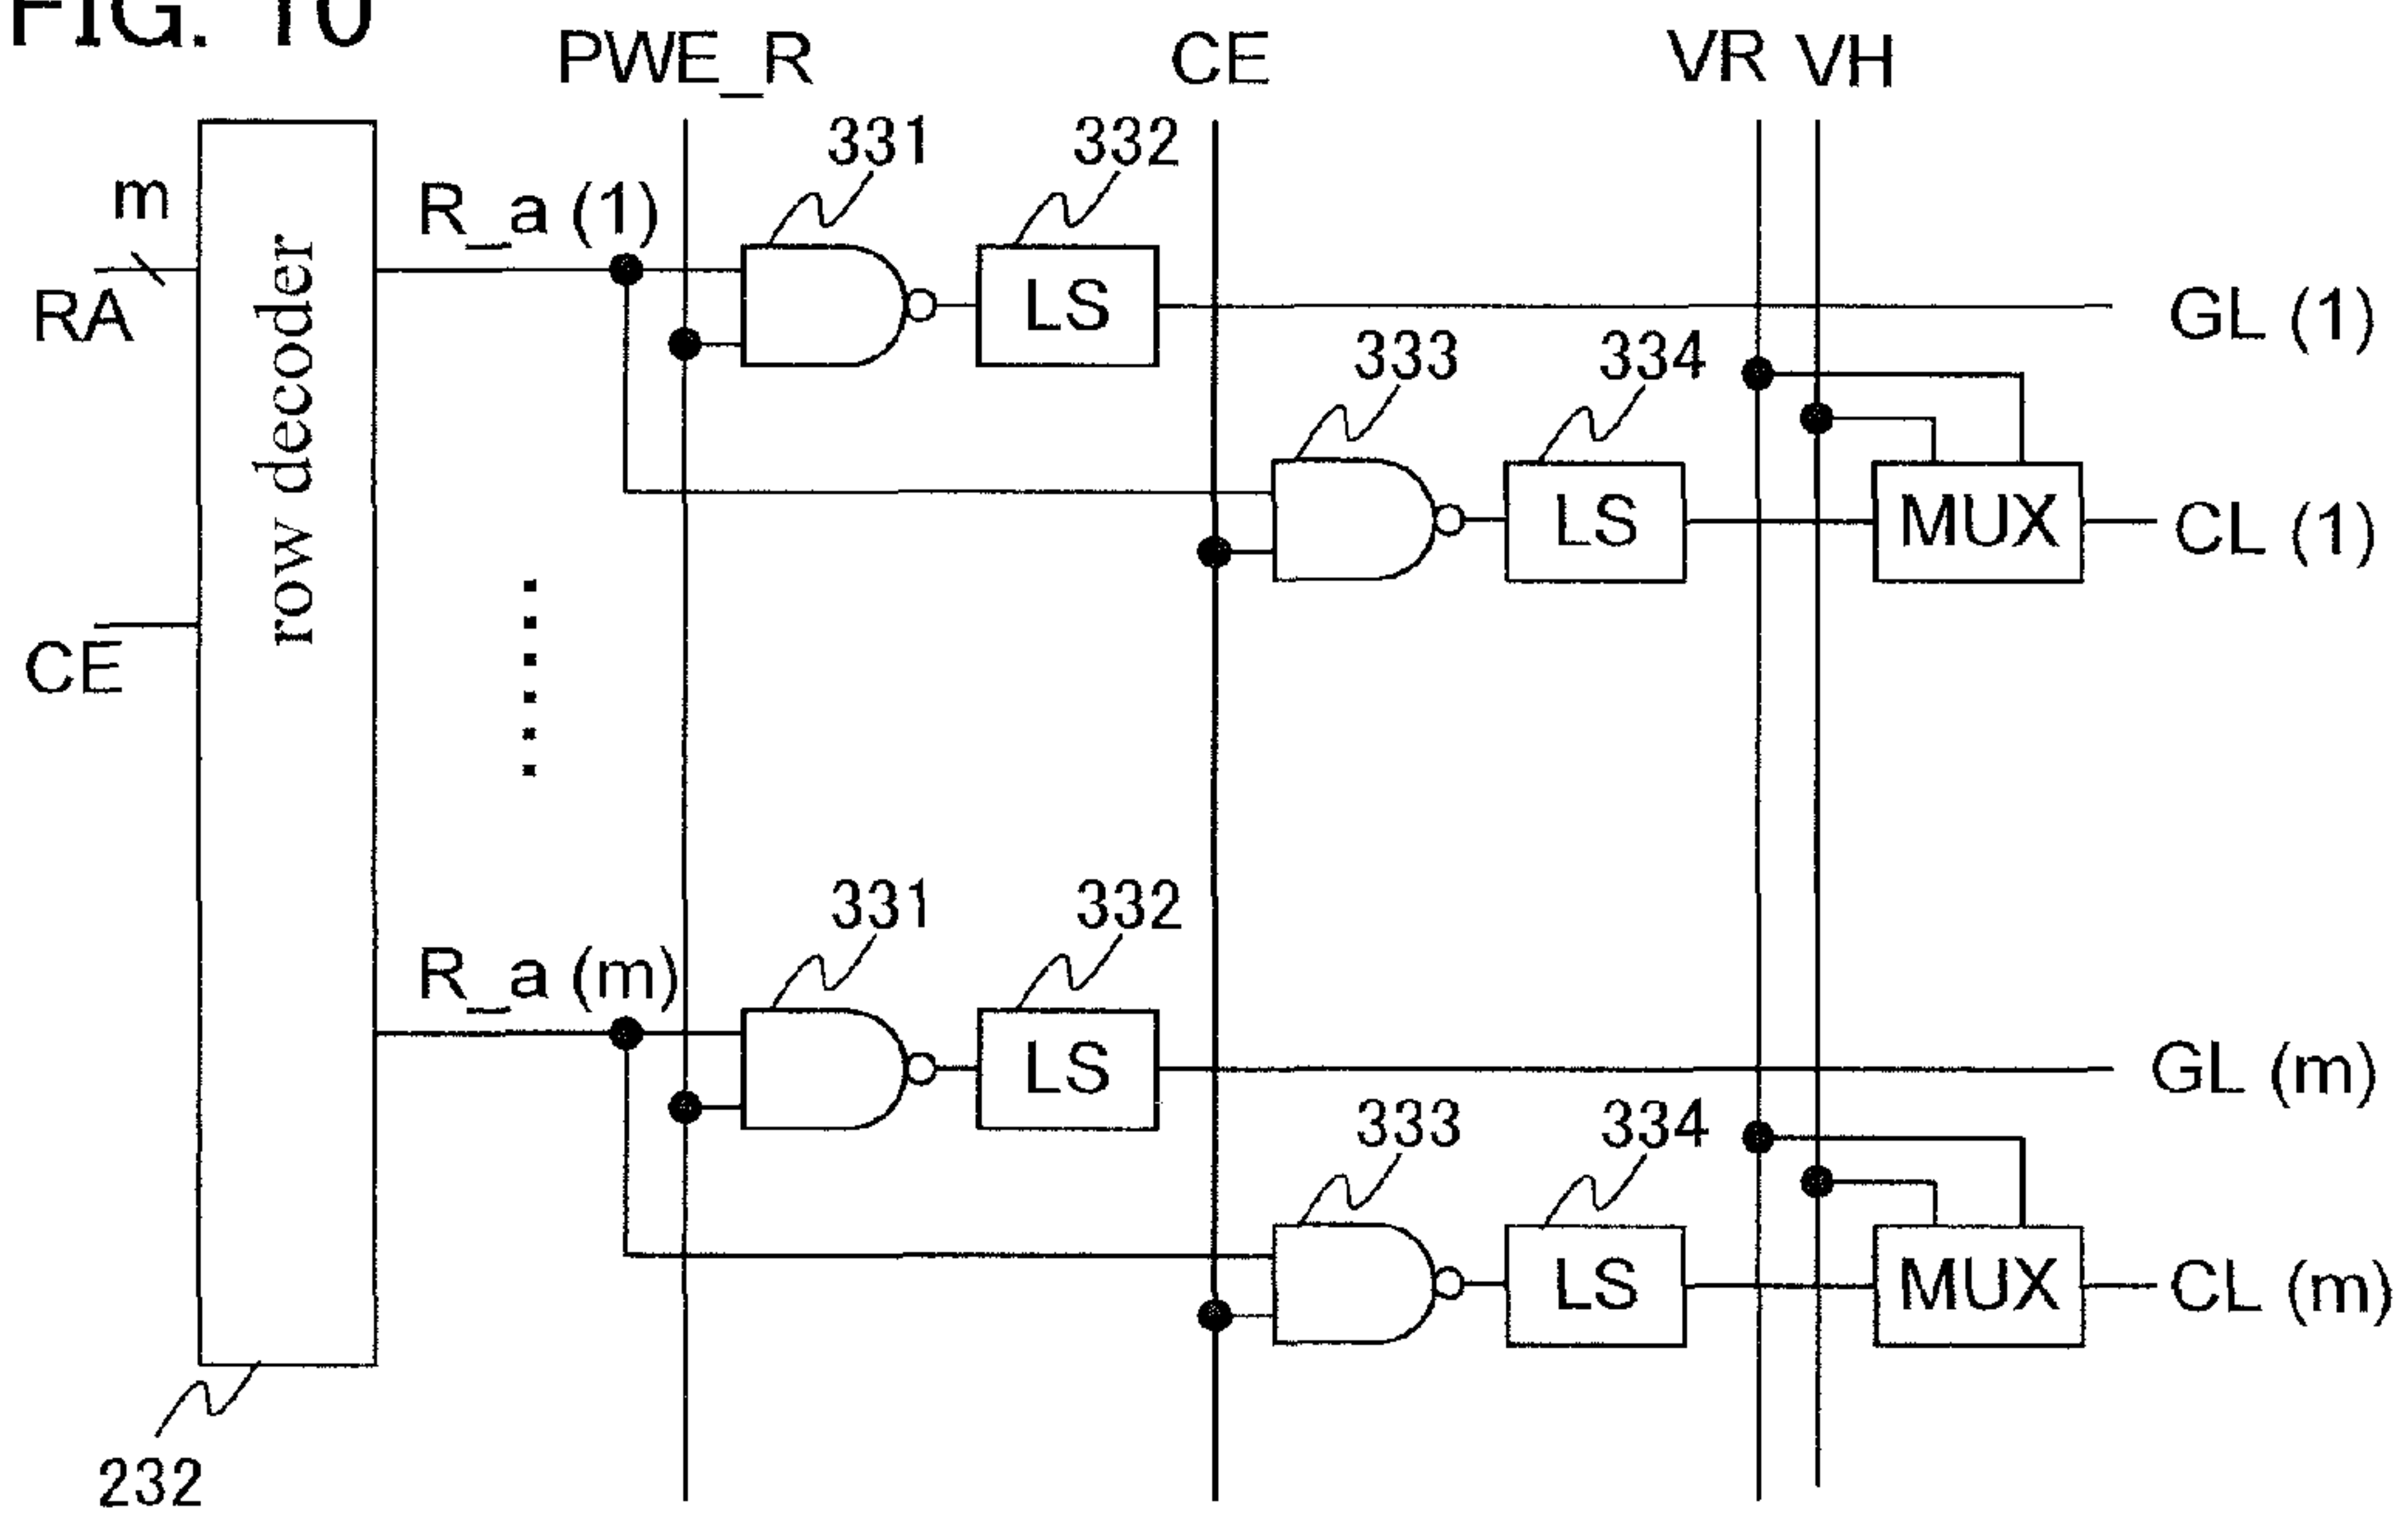 FIG. 10
PWE_R
CE
VR
VH
331
332
m
R_a (1)
RA
row decoder
LS
GL (1)
333
334
LS
MUX
CL (1)
CE
331
332
R_a (m)
LS
GL (m)
333
334
LS
MUX
CL (m)
232